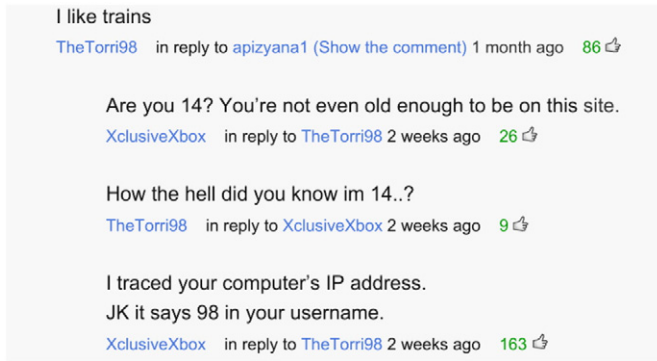 I like trains
TheTorri98 in reply to apizyana1 (Show the comment) 1 month ago 86
Are you 14? You're not even old enough to be on this site.
XclusiveXbox in reply to TheTorri98 2 weeks ago 26
How the hell did you know im 14..?
TheTorri98 in reply to XclusiveXbox 2 weeks ago 9
I traced your computer's IP address.
JK it says 98 in your username.
XclusiveXbox in reply to TheTorri98 2 weeks ago 163